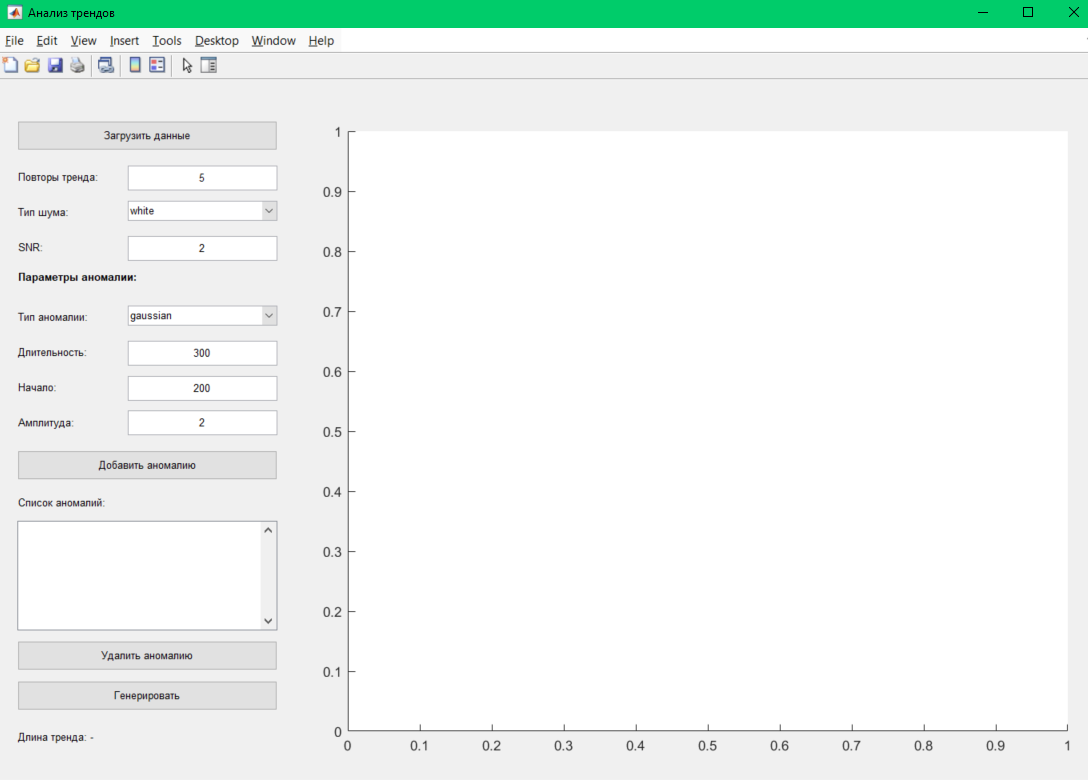 Анализ трендов
File Edit View Insert Tools Desktop Window Help
Загрузить данные
Повторы тренда: 5
Тип шума: white
SNR: 2
Параметры аномалии:
Тип аномалии: gaussian
Длительность: 300
Начало: 200
Амплитуда: 2
Добавить аномалию
Список аномалий:
Удалить аномалию
Генерировать
Длина тренда: -
1
0.9
0.8
0.7
0.6
0.5
0.4
0.3
0.2
0.1
0
0 0.1 0.2 0.3 0.4 0.5 0.6 0.7 0.8 0.9 1